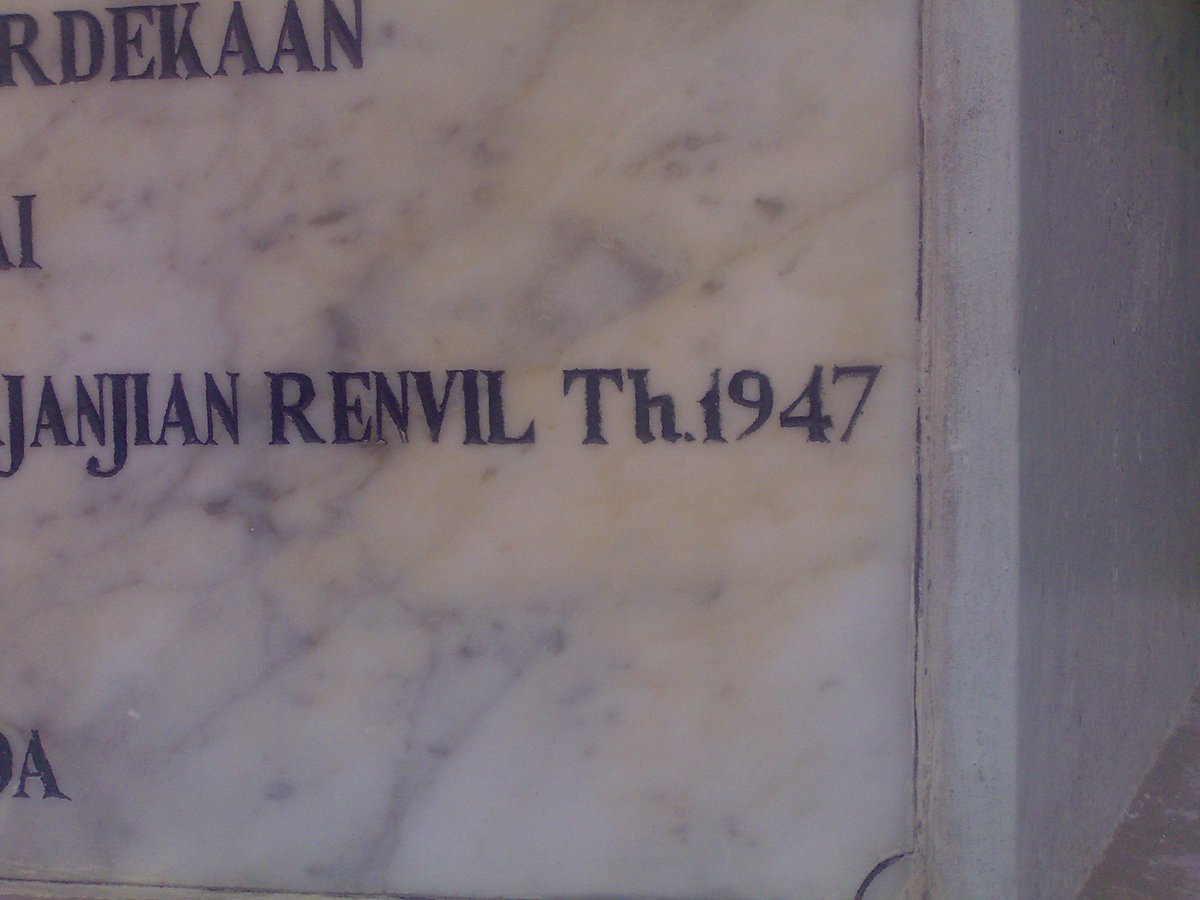 RDEKAAN
AI
JANJIAN RENVIL Th.1947
DA